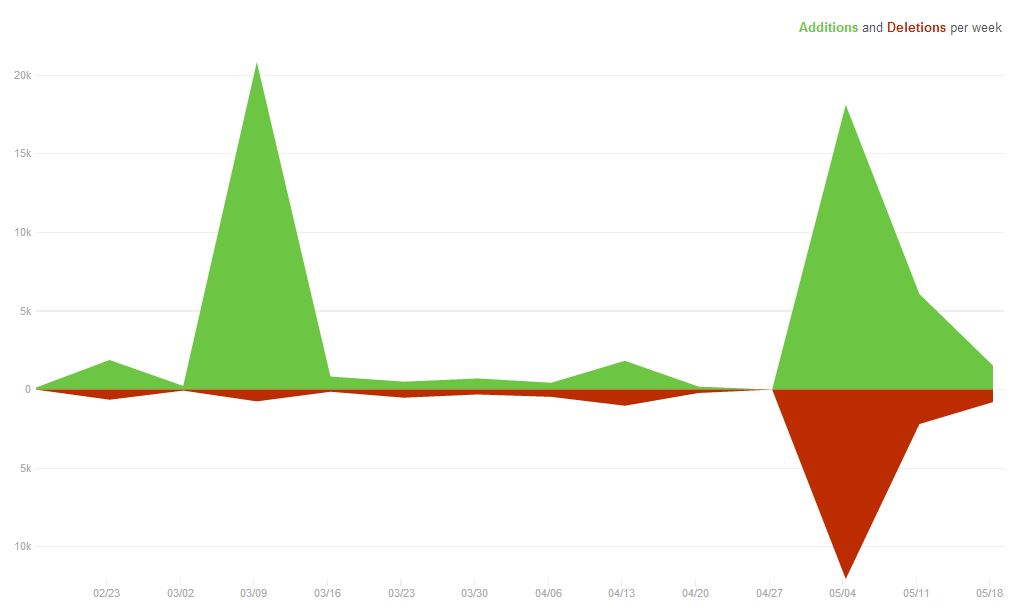 Additions and Deletions per week
20k
15k
10k
5k
0
5k
10k
02/23 03/02 03/09 03/16 03/23 03/30 04/06 04/13 04/20 04/27 05/04 05/11 05/18